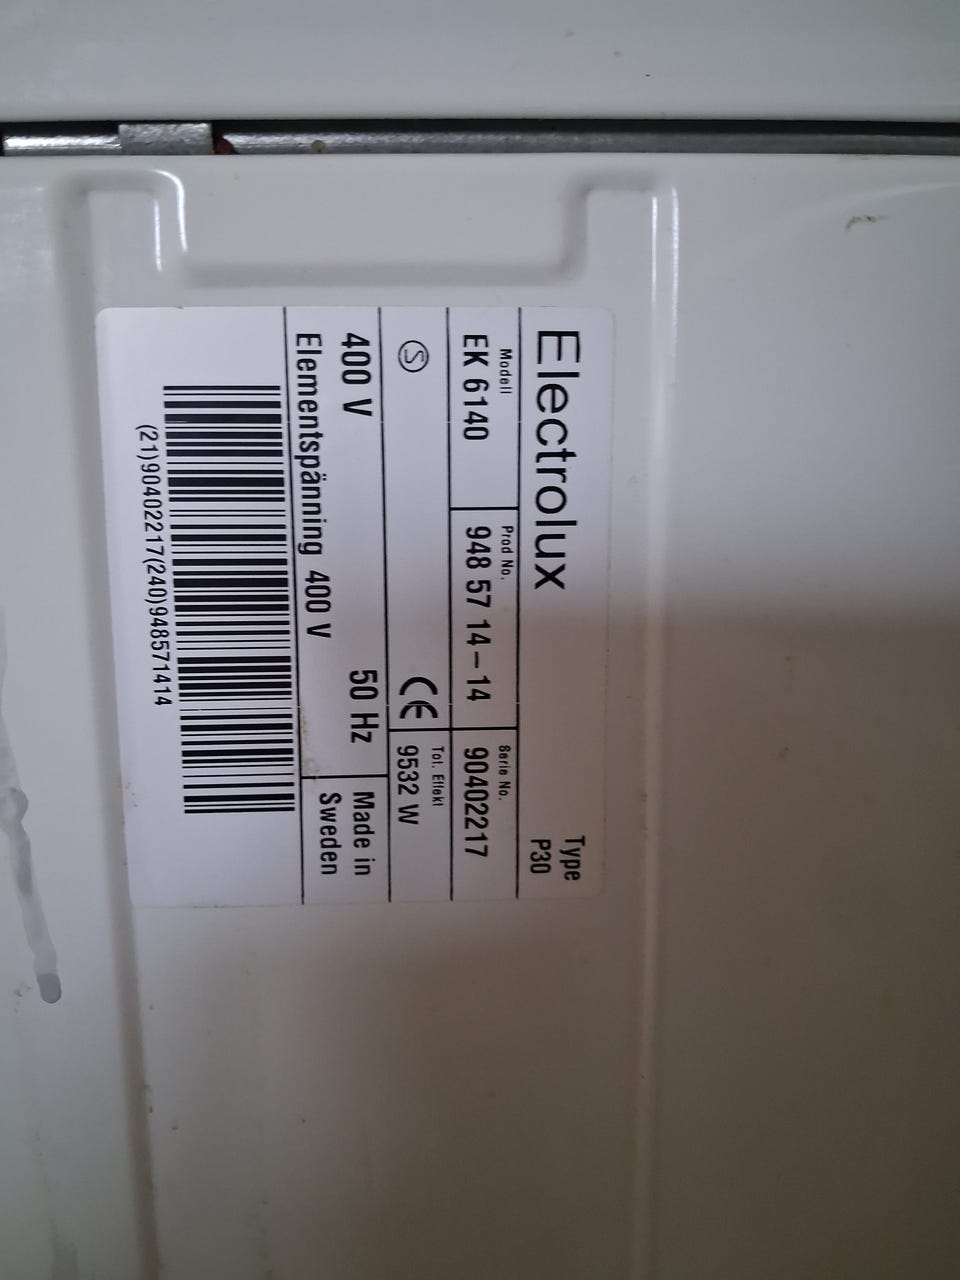 Electrolux
Type
P30
Modell
EK 6140
Prod No.
948 57 14-14
Serie No.
90402217
S
CE
Tot. Effekt
9532 W
400 V
50 Hz
Elementspänning 400 V
Made in
Sweden
(21)90402217(240)948571414